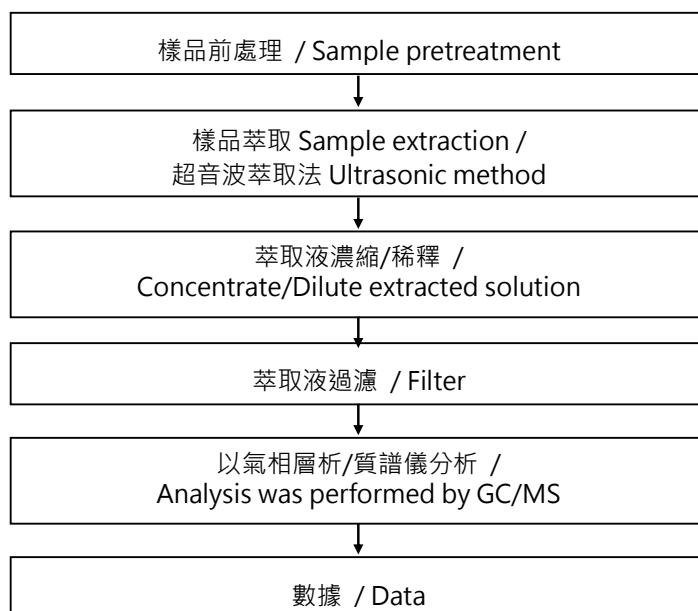 樣品前處理 / Sample pretreatment
樣品萃取 Sample extraction /
超音波萃取法 Ultrasonic method
萃取液濃縮/稀釋 /
Concentrate/Dilute extracted solution
萃取液過濾 / Filter
以氣相層析/質譜儀分析 /
Analysis was performed by GC/MS
數據 / Data